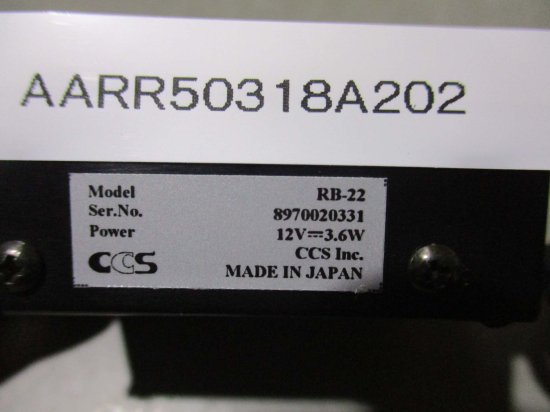 AARR50318A202
Model RB-22
Ser.No. 8970020331
Power 12V⎓3.6W
CCS CCS Inc.
MADE IN JAPAN